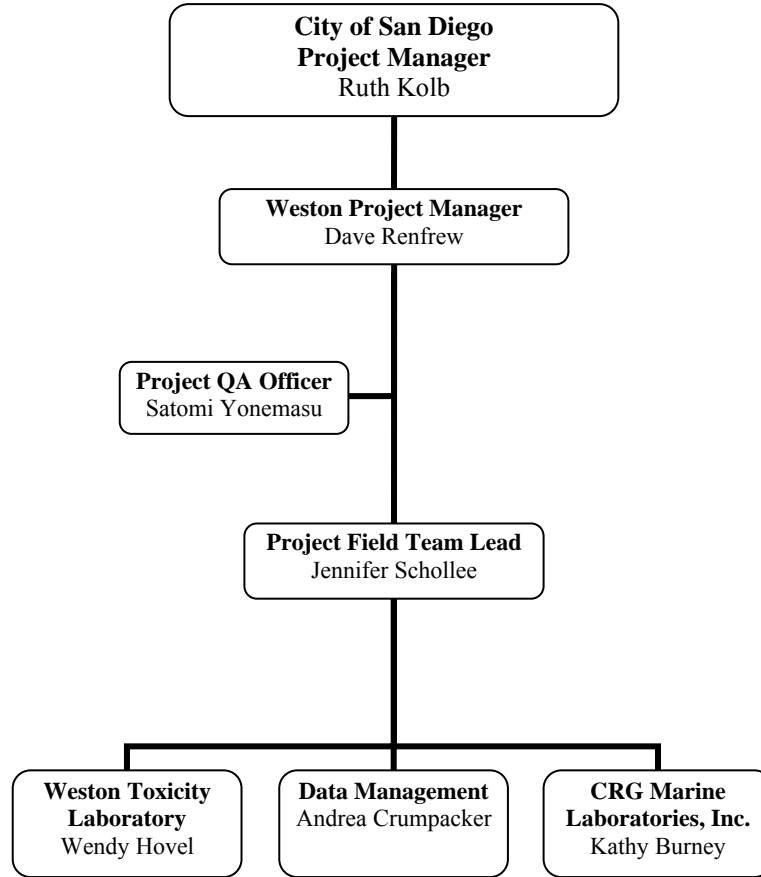 City of San Diego
Project Manager
Ruth Kolb
Weston Project Manager
Dave Renfrew
Project QA Officer
Satomi Yonemasu
Project Field Team Lead
Jennifer Schollee
Weston Toxicity
Laboratory
Wendy Hovel
Data Management
Andrea Crumpacker
CRG Marine
Laboratories, Inc.
Kathy Burney